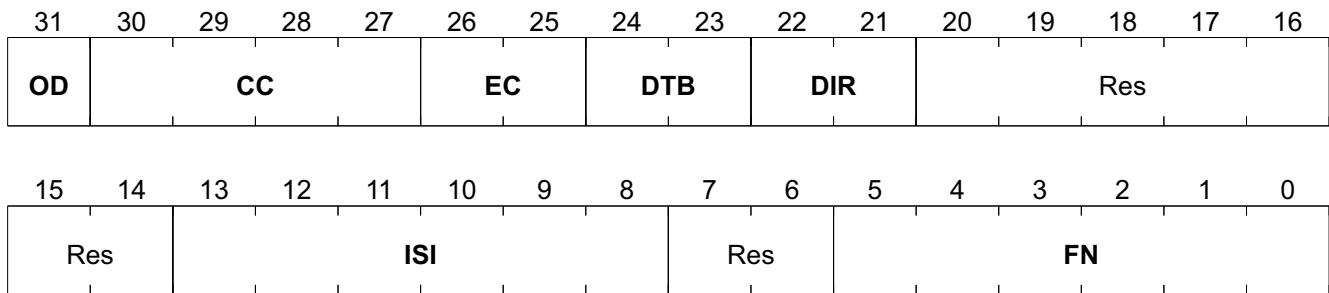 31 30 29 28 27 26 25 24 23 22 21 20 19 18 17 16
OD CC EC DTB DIR Res
15 14 13 12 11 10 9 8 7 6 5 4 3 2 1 0
Res ISI Res FN